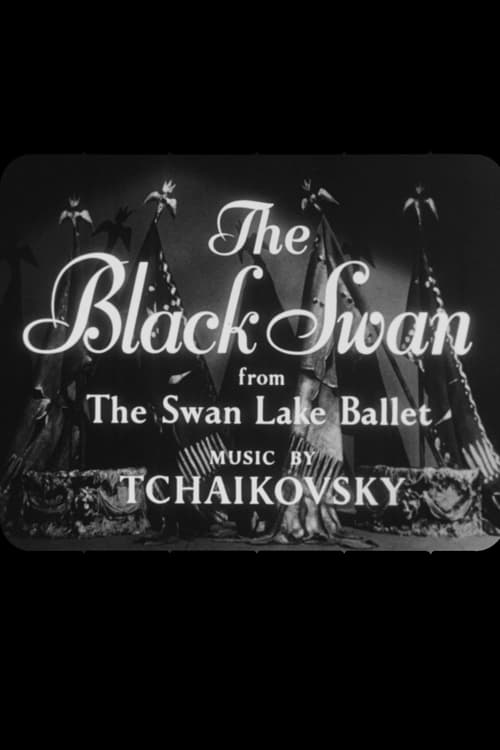 The
Black Swan
from
The Swan Lake Ballet
MUSIC BY
TCHAIKOVSKY